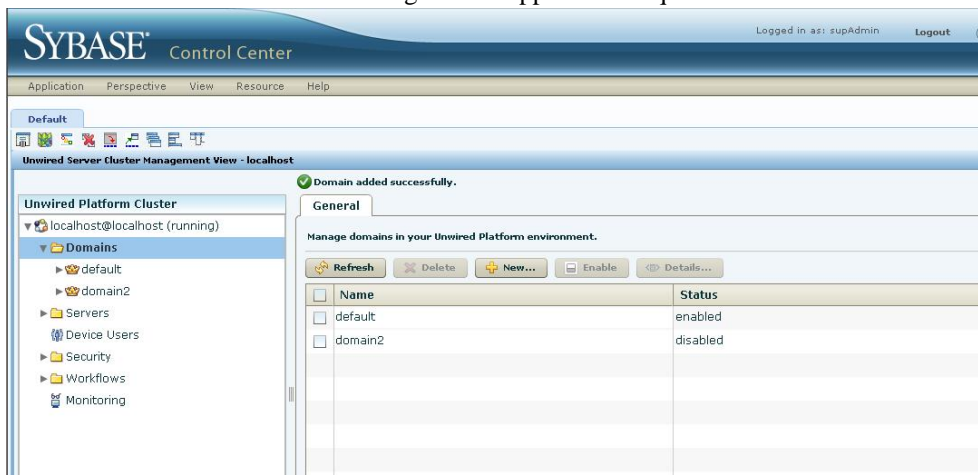 SYBASE® Control Center
Logged in as: supAdmin Logout
Application Perspective View Resource Help
Default
Unwired Server Cluster Management View - localhost
Domain added successfully.
Unwired Platform Cluster
General
localhost@localhost (running)
Manage domains in your Unwired Platform environment.
Domains
Refresh Delete New... Enable Details...
default
domain2
Servers
Device Users
Security
Workflows
Monitoring
Name Status
default enabled
domain2 disabled